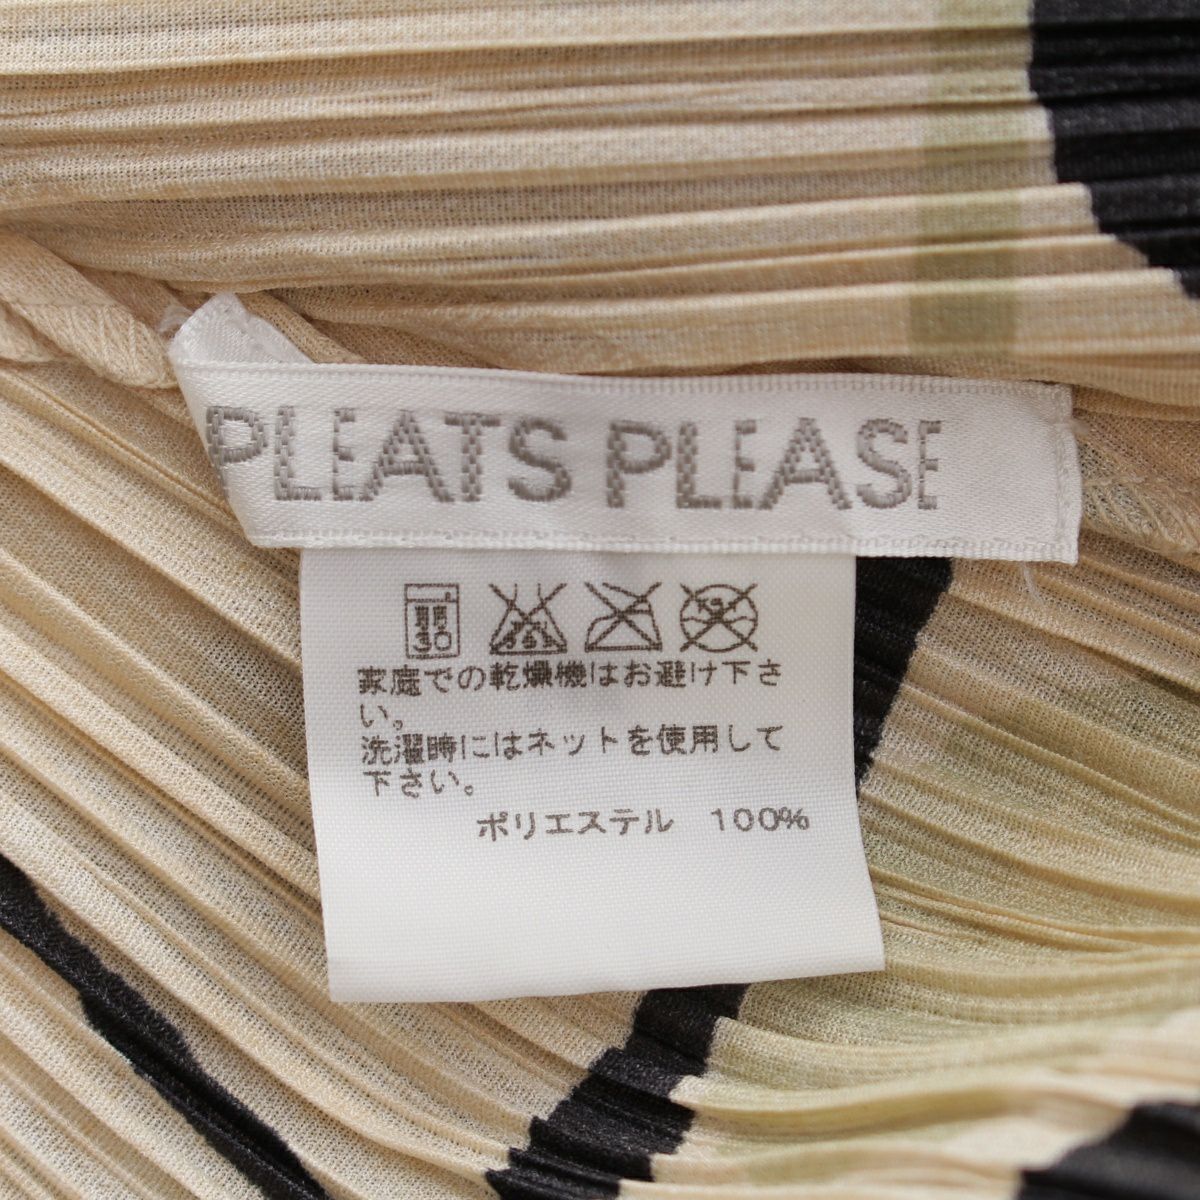 PLEATS PLEASE
30
家庭での乾燥機はお避け下さ
い。
洗濯時にはネットを使用して
下さい。
ポリエステル 100%